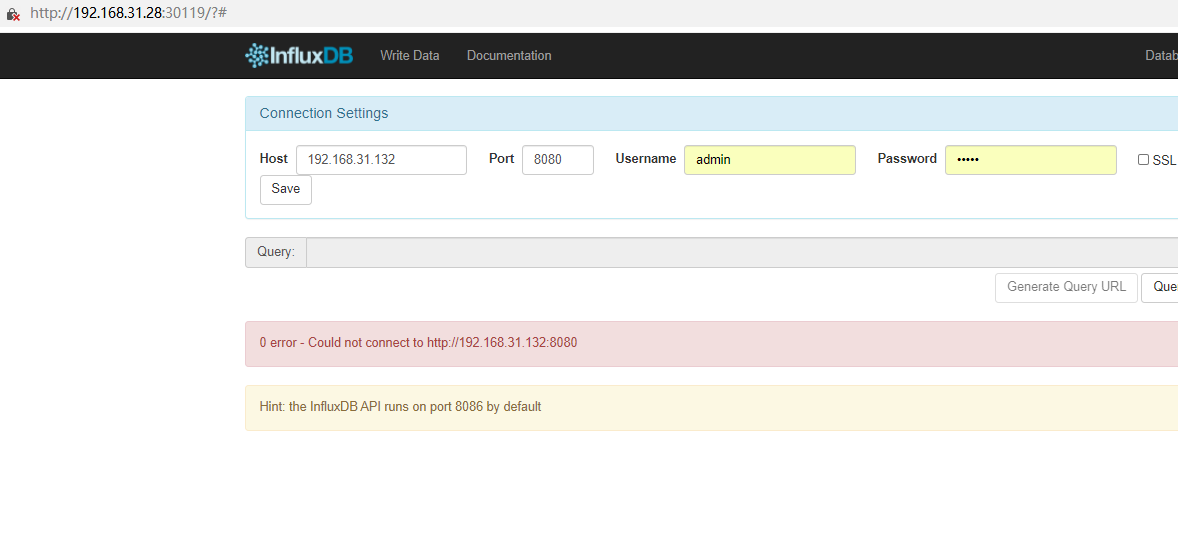 http://192.168.31.28:30119/?#
InfluxDB Write Data Documentation Datab
Connection Settings
Host 192.168.31.132 Port 8080 Username admin Password ••••• SSL
Save
Query:
Generate Query URL Que
0 error - Could not connect to http://192.168.31.132:8080
Hint: the InfluxDB API runs on port 8086 by default